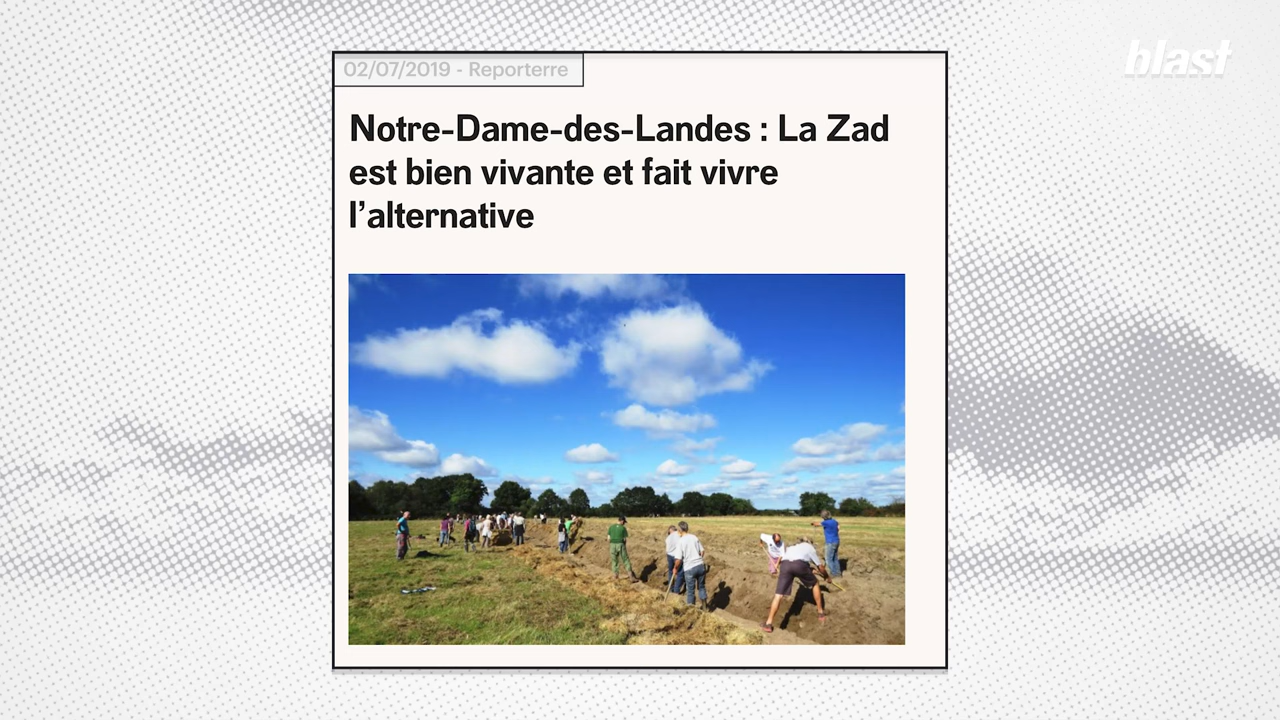 02/07/2019 - Reporterre
blast
Notre-Dame-des-Landes : La Zad
est bien vivante et fait vivre
l’alternative